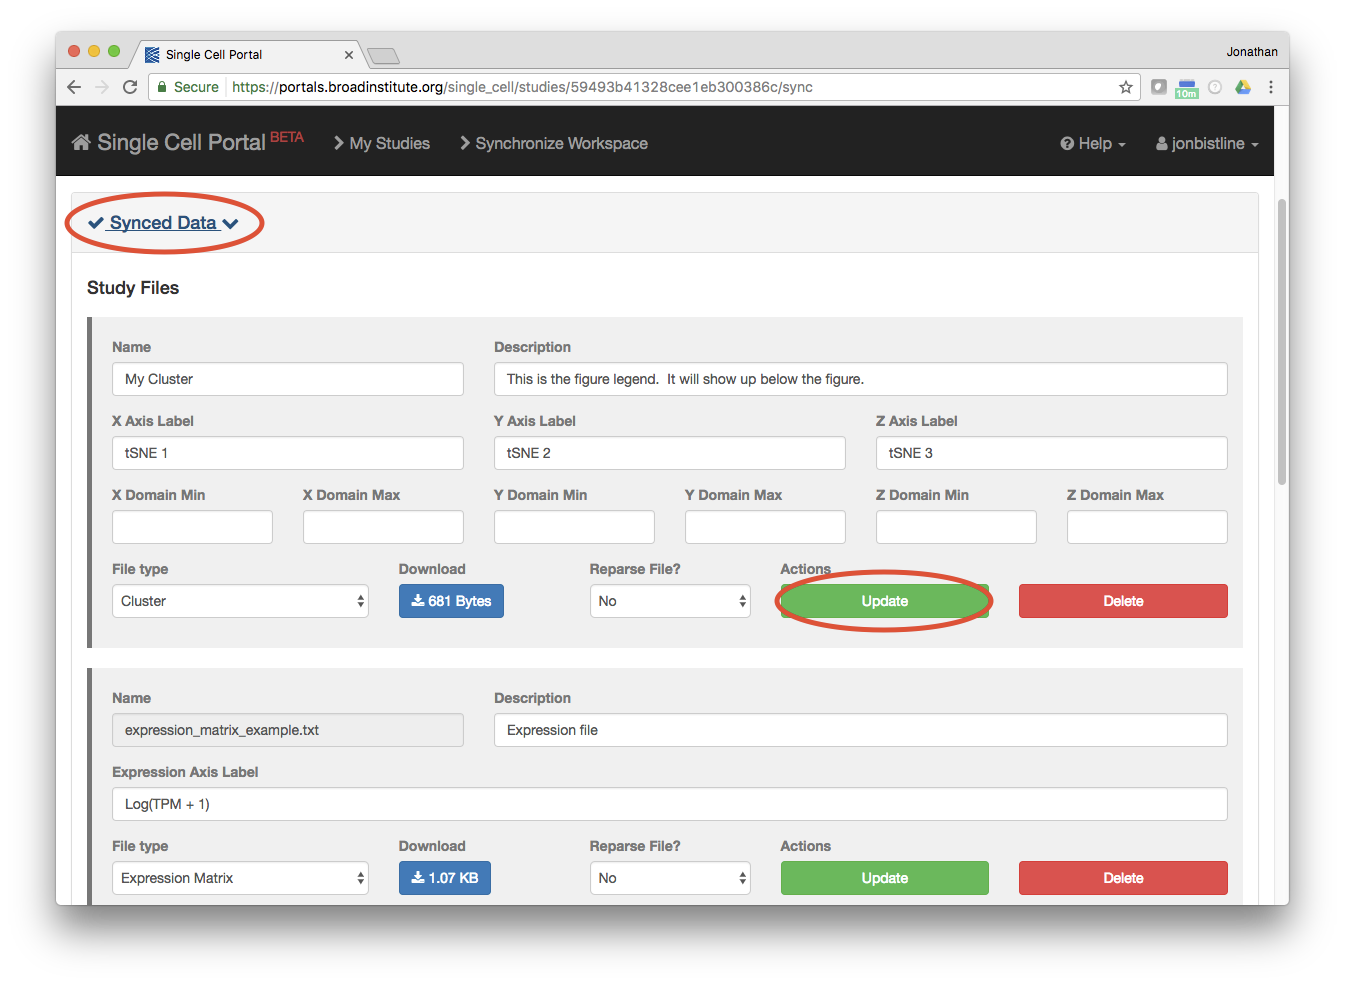 Single Cell Portal
Jonathan
Secure https://portals.broadinstitute.org/single_cell/studies/59493b41328cee1eb300386c/sync
10m
Single Cell Portal BETA My Studies Synchronize Workspace Help jonbistline
Synced Data
Study Files
Name Description
My Cluster This is the figure legend. It will show up below the figure.
X Axis Label Y Axis Label Z Axis Label
tSNE 1 tSNE 2 tSNE 3
X Domain Min X Domain Max Y Domain Min Y Domain Max Z Domain Min Z Domain Max
File type Download Reparse File? Actions
Cluster 681 Bytes No Update Delete
Name Description
expression_matrix_example.txt Expression file
Expression Axis Label
Log(TPM + 1)
File type Download Reparse File? Actions
Expression Matrix 1.07 KB No Update Delete